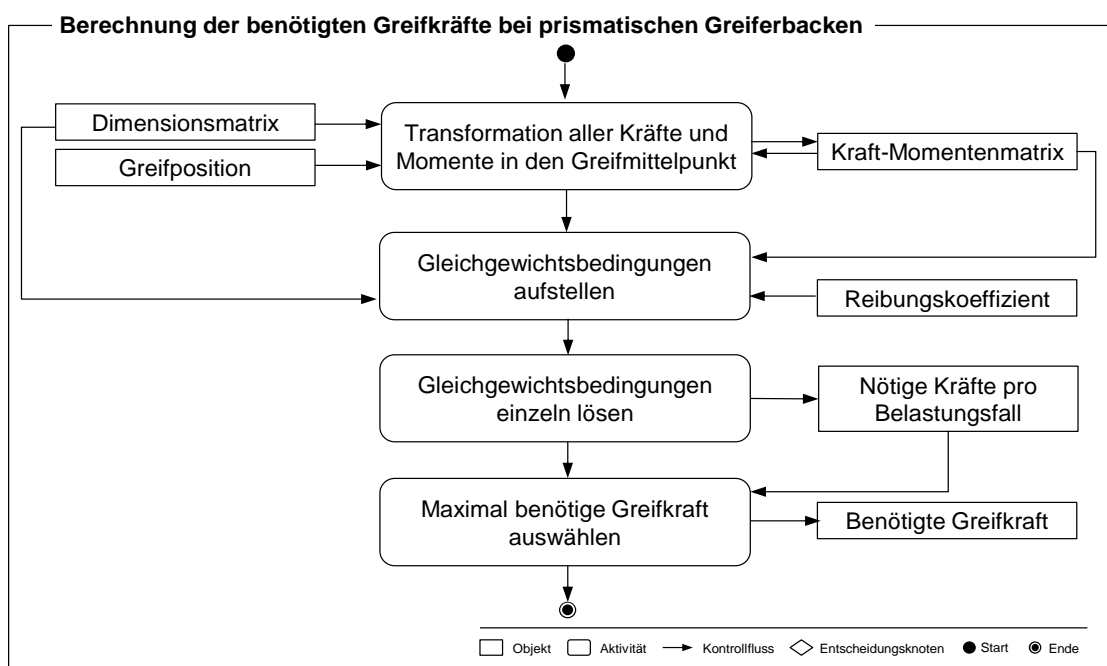 Berechnung der benötigten Greifkräfte bei prismatischen Greiferbacken
Dimensionsmatrix
Greifposition
Transformation aller Kräfte und
Momente in den Greifmittelpunkt
Kraft-Momentenmatrix
Gleichgewichtsbedingungen
aufstellen
Reibungskoeffizient
Gleichgewichtsbedingungen
einzeln lösen
Nötige Kräfte pro
Belastungsfall
Maximal benötige Greifkraft
auswählen
Benötigte Greifkraft
Objekt Aktivität Kontrollfluss Entscheidungsknoten Start Ende